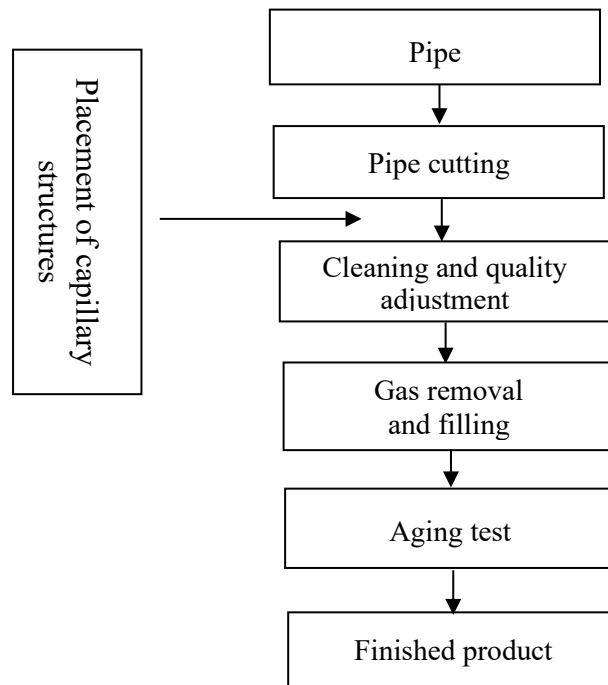 Pipe
Placement of capillary
structures
Pipe cutting
Cleaning and quality
adjustment
Gas removal
and filling
Aging test
Finished product